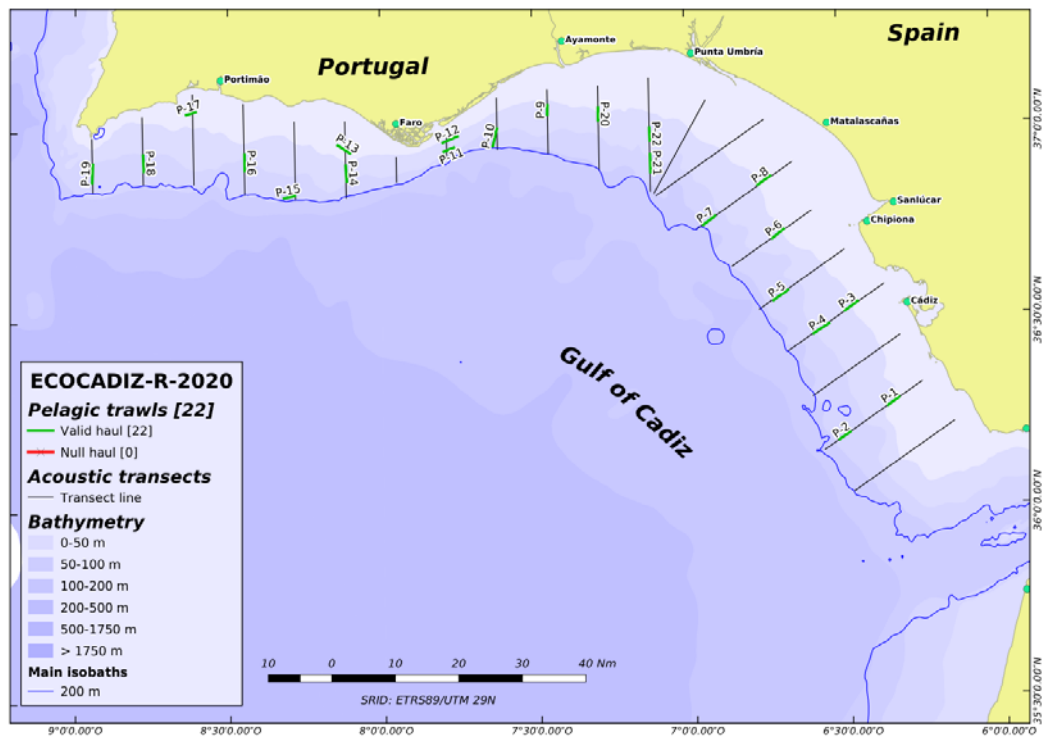 Spain
Portugal
Ayamonte
Punta Umbría
Portimão
Faro
Matalascañas
Sanlúcar
Chipiona
Cádiz
P-17
P-13
P-12
P-11
P-10
P-9
P-20
P-22
P-21
P-19
P-18
P-16
P-15
P-14
P-8
P-7
P-6
P-5
P-4
P-3
P-1
P-2
Gulf of Cadiz
37°0'0.00"N
36°30'0.00"N
36°0'0.00"N
35°30'0.00"N
ECOCADIZ-R-2020
Pelagic trawls [22]
Valid haul [22]
Null haul [0]
Acoustic transects
Transect line
Bathymetry
0-50 m
50-100 m
100-200 m
200-500 m
500-1750 m
> 1750 m
Main isobaths
200 m
10 0 10 20 30 40 Nm
SRID: ETRS89/UTM 29N
9°0'0.00"O 8°30'0.00"O 8°0'0.00"O 7°30'0.00"O 7°0'0.00"O 6°30'0.00"O 6°0'0.00"O